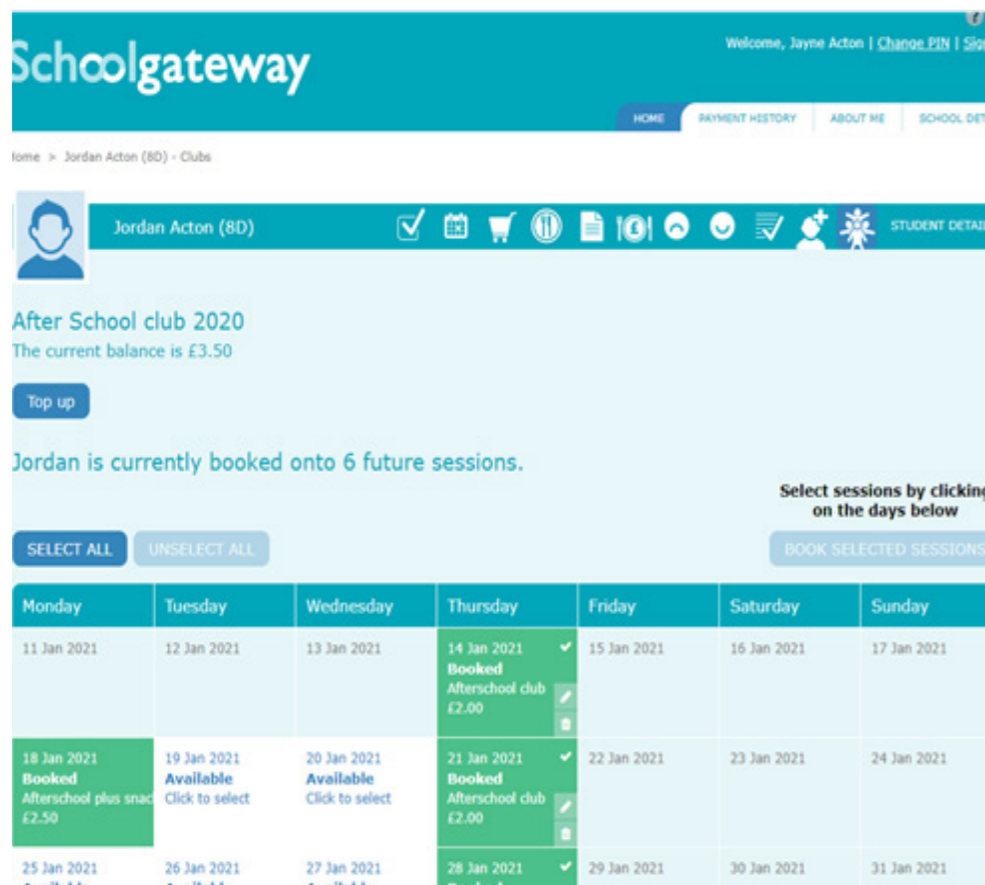 Schoolgateway
Welcome, Jayne Acton | Change PIN | Sign
HOME PAYMENT HISTORY ABOUT ME SCHOOL DET
ome > Jordan Acton (8D) - Clubs
Jordan Acton (8D) STUDENT DETAI
After School club 2020
The current balance is £3.50
Top up
Jordan is currently booked onto 6 future sessions.
Select sessions by clicking
on the days below
SELECT ALL UNSELECT ALL BOOK SELECTED SESSIONS
Monday Tuesday Wednesday Thursday Friday Saturday Sunday
11 Jan 2021 12 Jan 2021 13 Jan 2021 14 Jan 2021 15 Jan 2021 16 Jan 2021 17 Jan 2021
Booked
Afterschool club
£2.00
18 Jan 2021 19 Jan 2021 20 Jan 2021 21 Jan 2021 22 Jan 2021 23 Jan 2021 24 Jan 2021
Booked Available Available Booked
Afterschool plus snac Click to select Click to select Afterschool club
£2.50 £2.00
25 Jan 2021 26 Jan 2021 27 Jan 2021 28 Jan 2021 29 Jan 2021 30 Jan 2021 31 Jan 2021